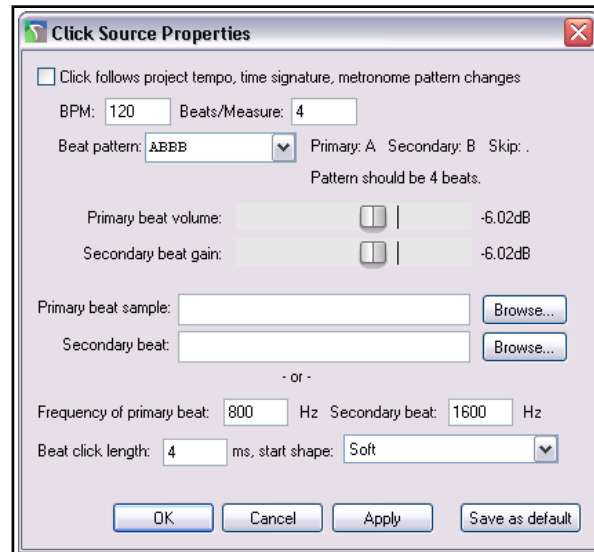 Click Source Properties
Click follows project tempo, time signature, metronome pattern changes
BPM: 120 Beats/Measure: 4
Beat pattern: ABBB Primary: A Secondary: B Skip: .
Pattern should be 4 beats.
Primary beat volume: -6.02dB
Secondary beat gain: -6.02dB
Primary beat sample: Browse...
Secondary beat: Browse...
- or -
Frequency of primary beat: 800 Hz Secondary beat: 1600 Hz
Beat click length: 4 ms, start shape: Soft
OK Cancel Apply Save as default